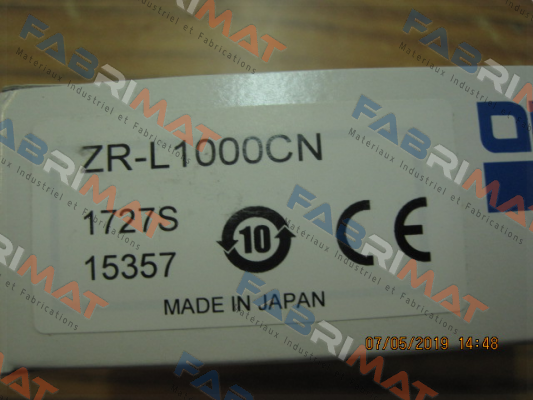 ZR-L1000CN
1727S
15357
10
CE
MADE IN JAPAN
07/05/2019 14:48
FABRIMAT
Materiaux Industriel et Fabrications